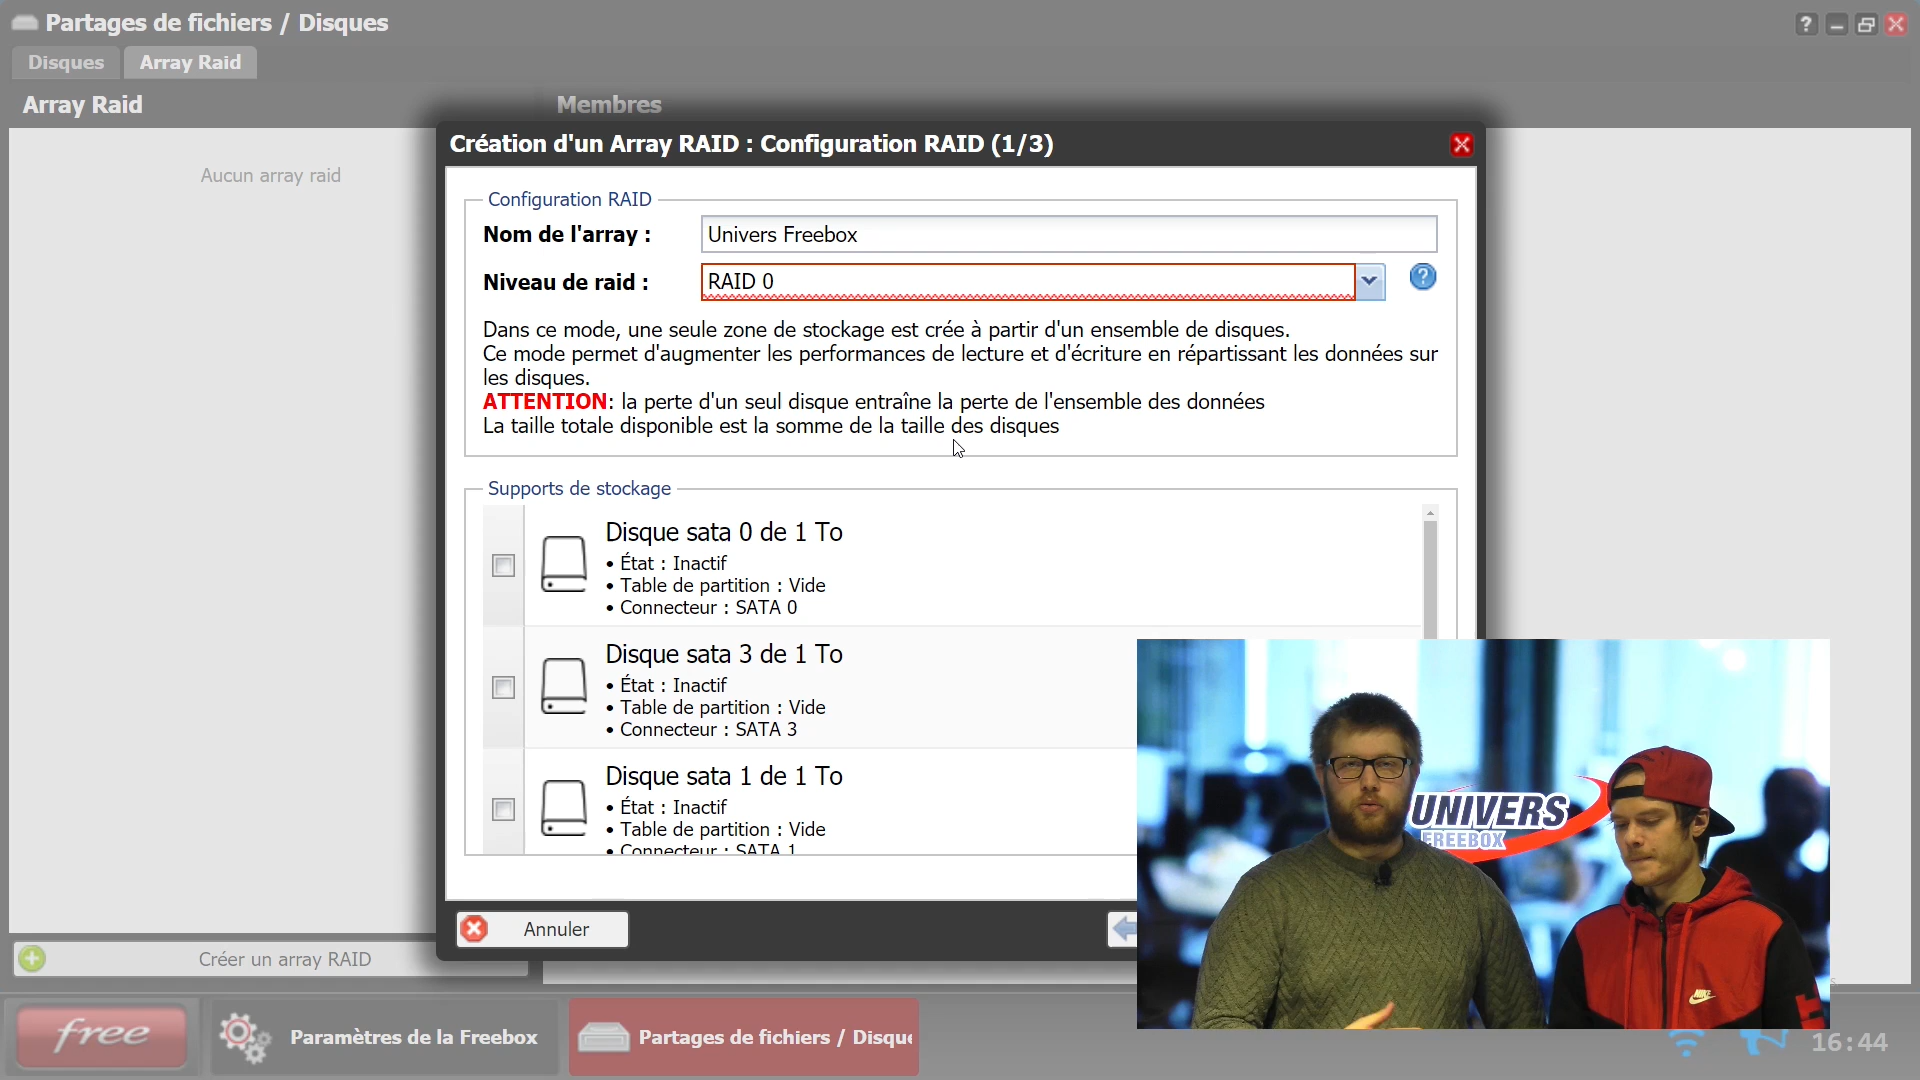 Partages de fichiers / Disques
Disques
Array Raid
Array Raid
Membres
Aucun array raid
Création d'un Array RAID : Configuration RAID (1/3)
Configuration RAID
Nom de l'array :
Univers Freebox
Niveau de raid :
RAID 0
Dans ce mode, une seule zone de stockage est crée à partir d'un ensemble de disques.
Ce mode permet d'augmenter les performances de lecture et d'écriture en répartissant les données sur
les disques.
ATTENTION: la perte d'un seul disque entraîne la perte de l'ensemble des données
La taille totale disponible est la somme de la taille des disques
Supports de stockage
Disque sata 0 de 1 To
• État : Inactif
• Table de partition : Vide
• Connecteur : SATA 0
Disque sata 3 de 1 To
• État : Inactif
• Table de partition : Vide
• Connecteur : SATA 3
Disque sata 1 de 1 To
• État : Inactif
• Table de partition : Vide
• Connecteur : SATA 1
UNIVERS
FREEBOX
Annuler
Créer un array RAID
free
Paramètres de la Freebox
Partages de fichiers / Disque
16:44